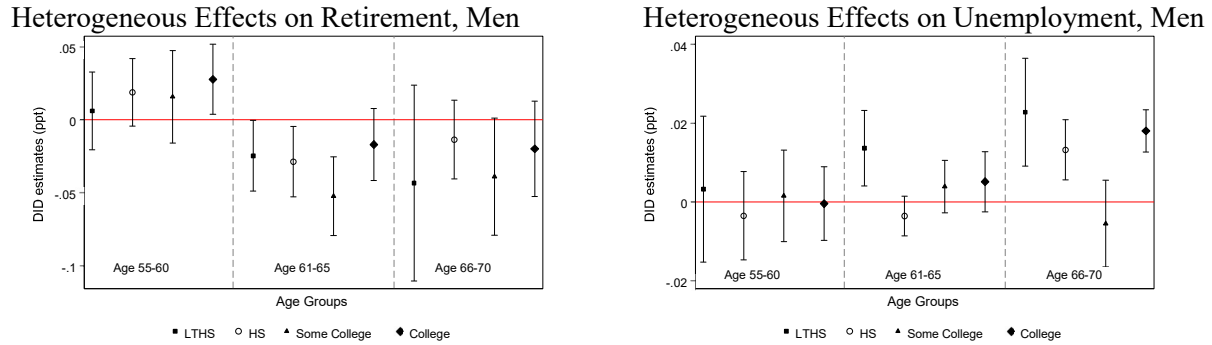 Heterogeneous Effects on Retirement, Men
.05
0
-.05
-.1
DID estimates (ppt)
Age 55-60 Age 61-65 Age 66-70
Age Groups
LTHS HS Some College College
Heterogeneous Effects on Unemployment, Men
.04
.02
0
-.02
DID estimates (ppt)
Age 55-60 Age 61-65 Age 66-70
Age Groups
LTHS HS Some College College